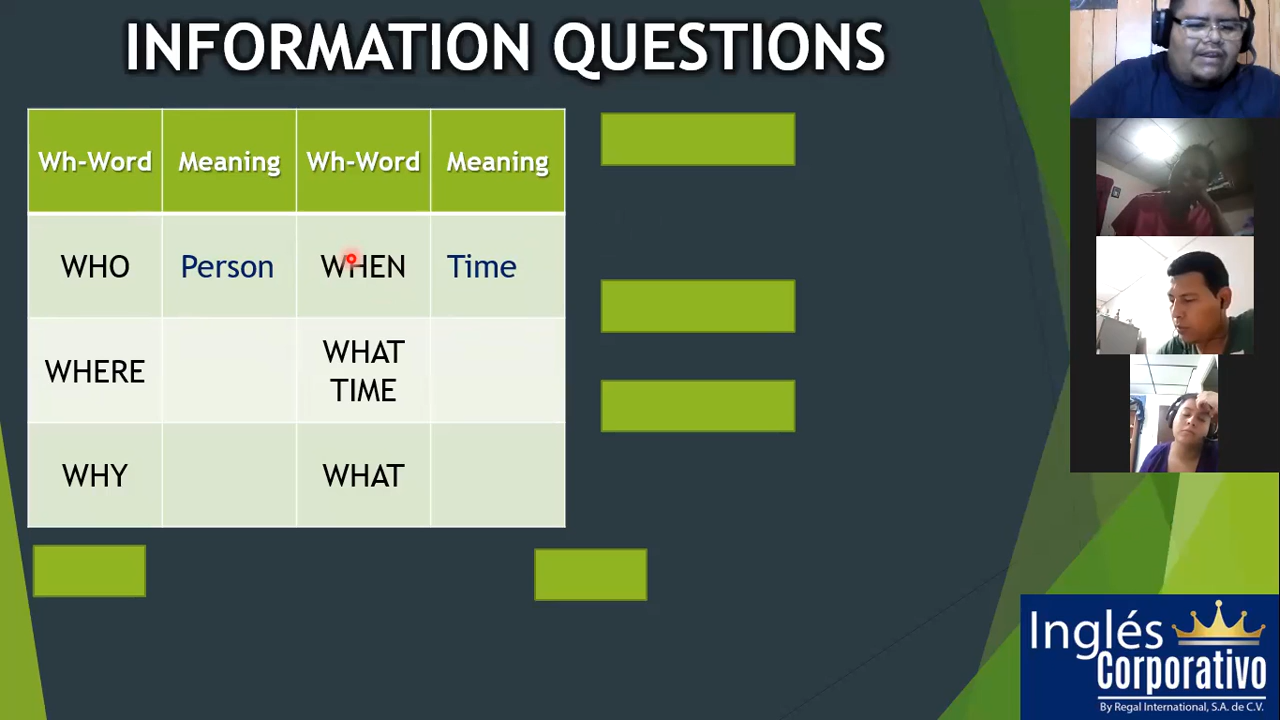 INFORMATION QUESTIONS
Wh-Word Meaning Wh-Word Meaning
WHO Person WHEN Time
WHERE WHAT TIME
WHY WHAT
Inglés
Corporativo
By Regal International, S.A. de C.V.